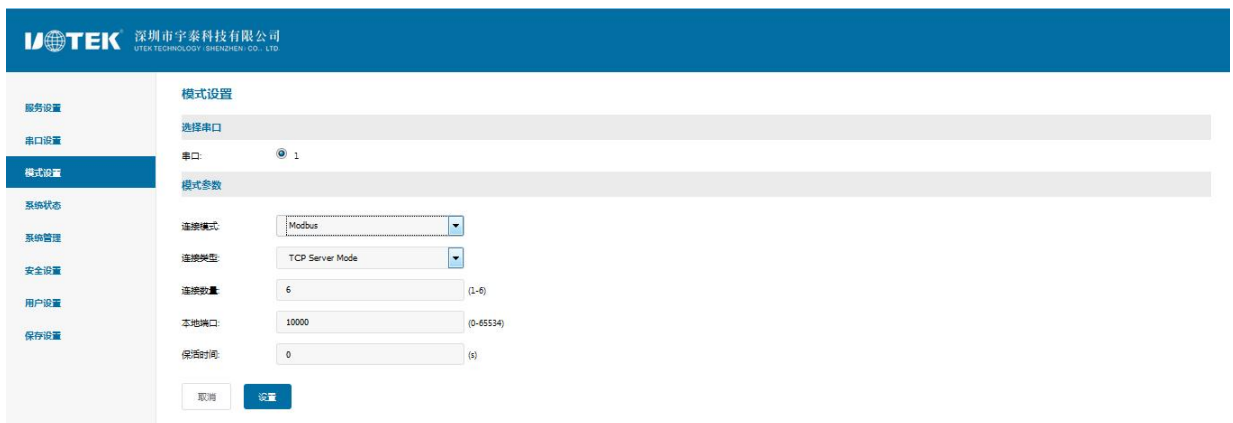 UOTEK 深圳市宇泰科技有限公司
UTEK TECHNOLOGY (SHENZHEN) CO., LTD.
服务设置
串口设置
模式设置
系统状态
系统管理
安全设置
用户设置
保存设置
模式设置
选择串口
串口: 1
模式参数
连接模式: Modbus
连接类型: TCP Server Mode
连接数量: 6 (1-6)
本地端口: 10000 (0-65534)
保活时间: 0 (s)
取消 设置